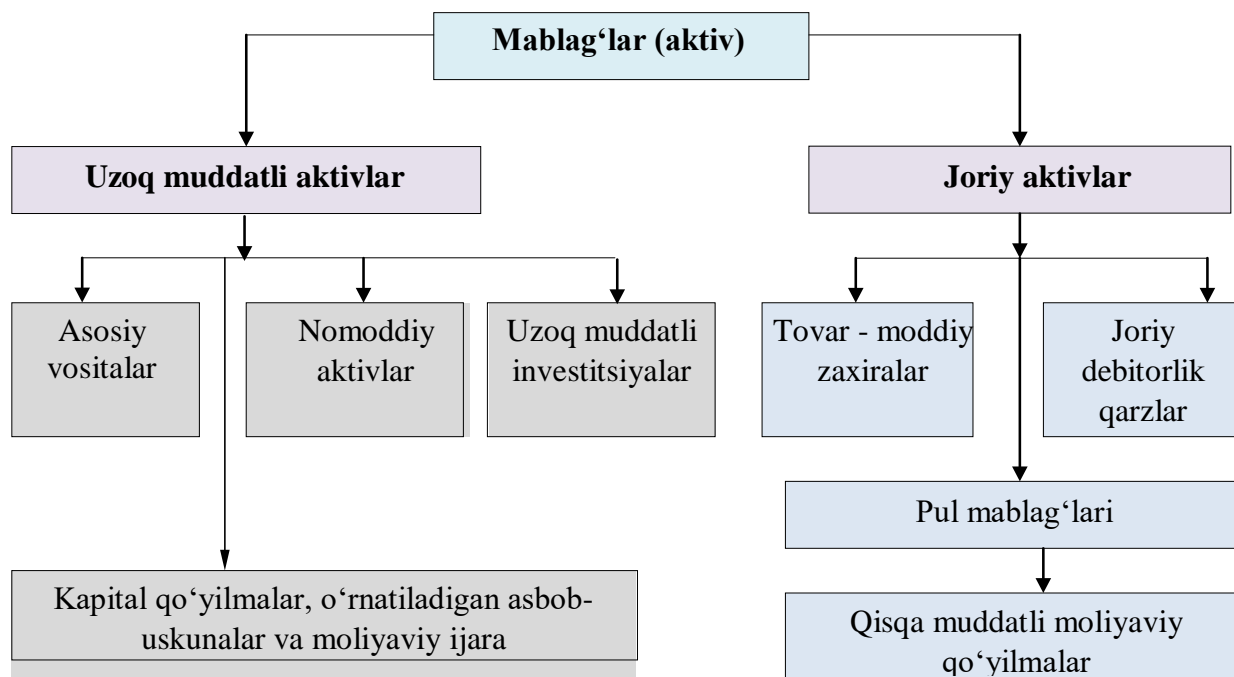 Mablag‘lar (aktiv)
Uzoq muddatli aktivlar
Joriy aktivlar
Asosiy
vositalar
Nomoddiy
aktivlar
Uzoq muddatli
investitsiyalar
Tovar - moddiy
zaxiralar
Joriy
debitorlik
qarzlar
Pul mablag‘lari
Kapital qo‘yilmalar, o‘rnatiladigan asbob-
uskunalar va moliyaviy ijara
Qisqa muddatli moliyaviy
qo‘yilmalar